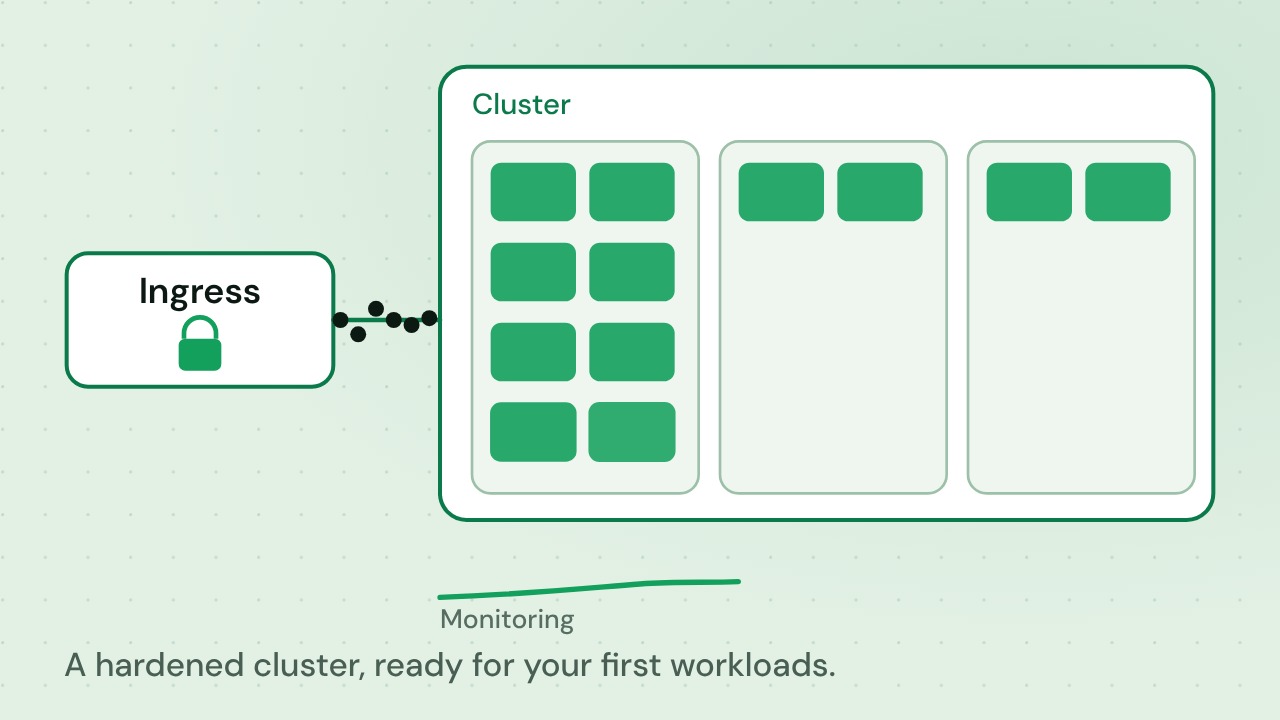 Cluster
Ingress
Monitoring
A hardened cluster, ready for your first workloads.